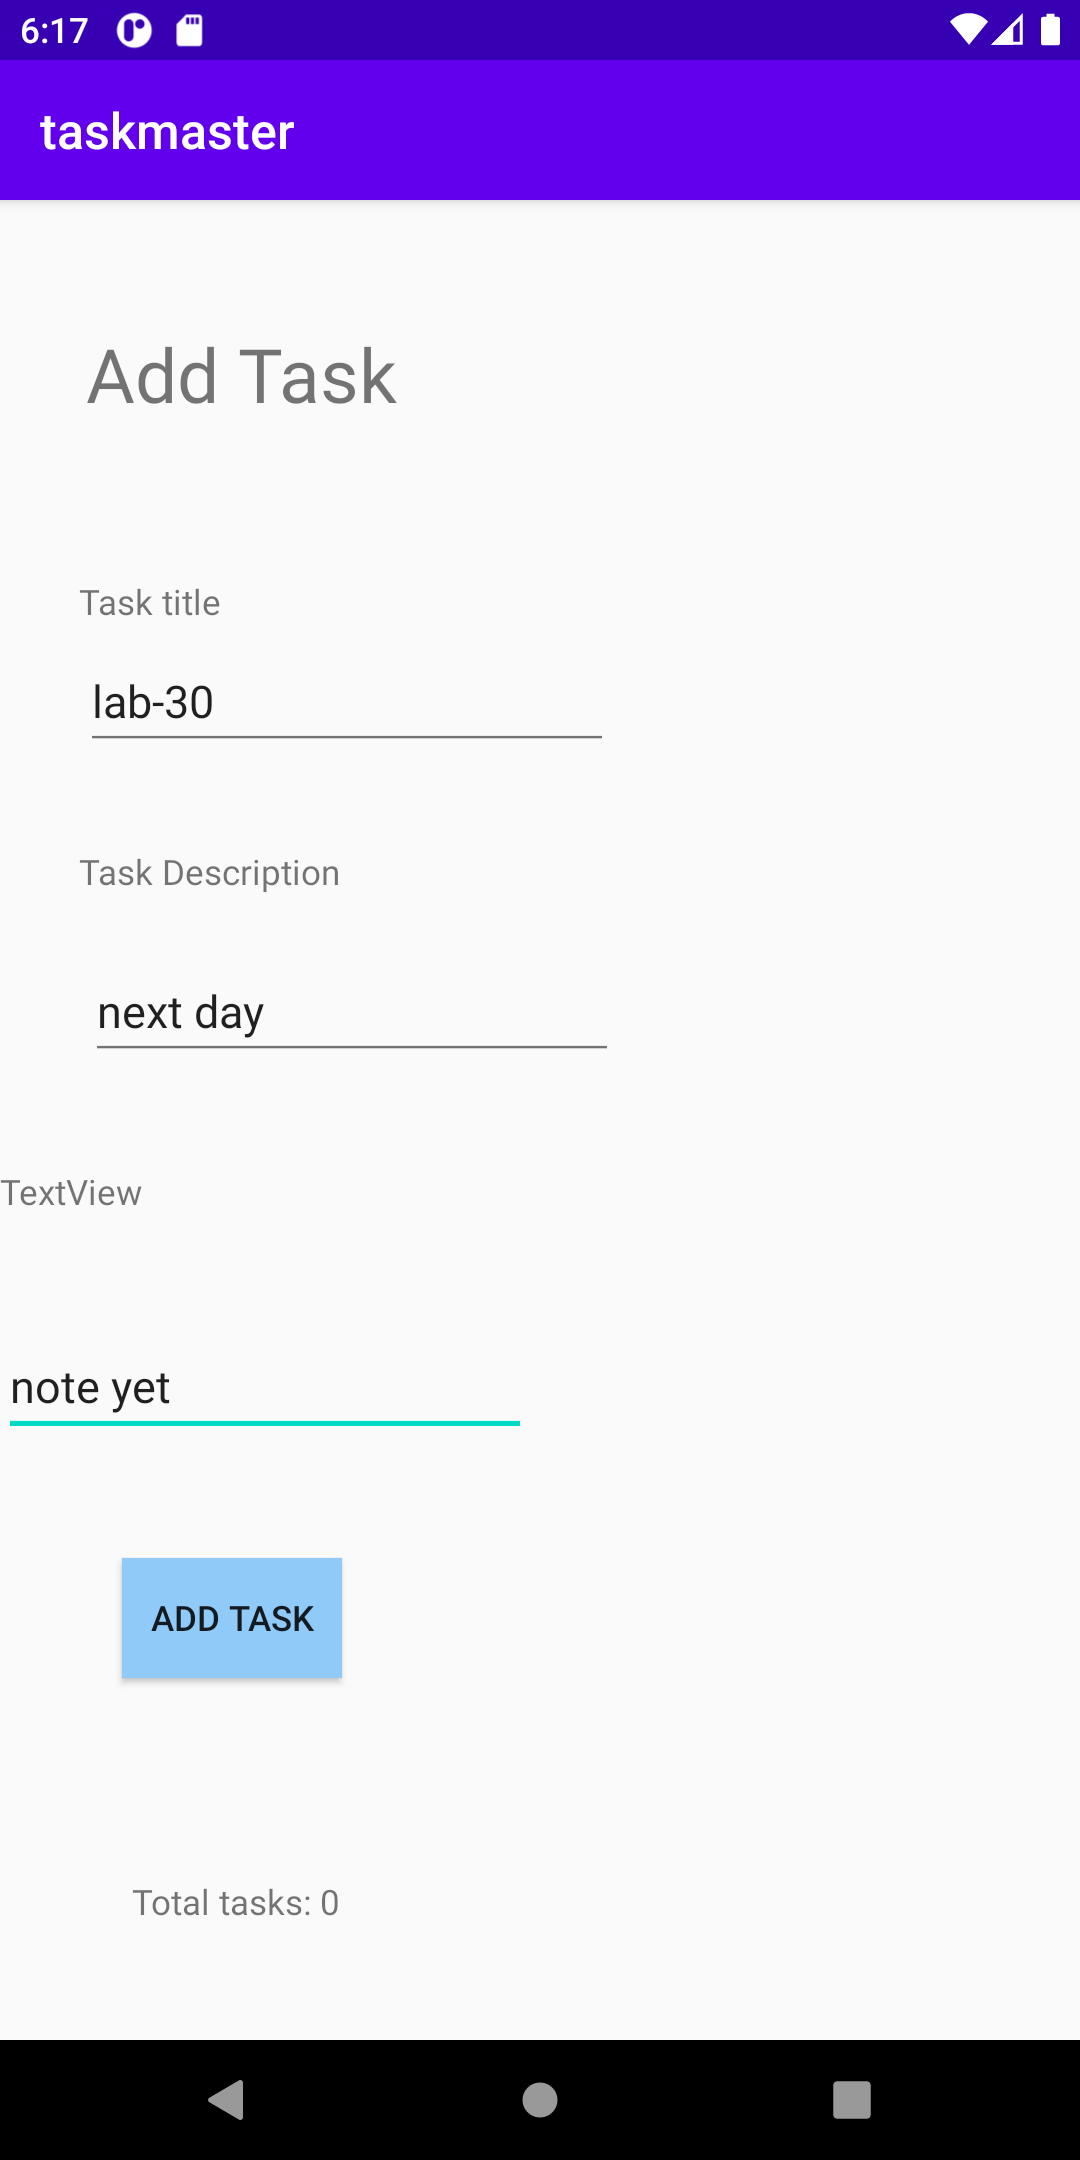 6:17
taskmaster
Add Task
Task title
lab-30
Task Description
next day
TextView
note yet
ADD TASK
Total tasks: 0